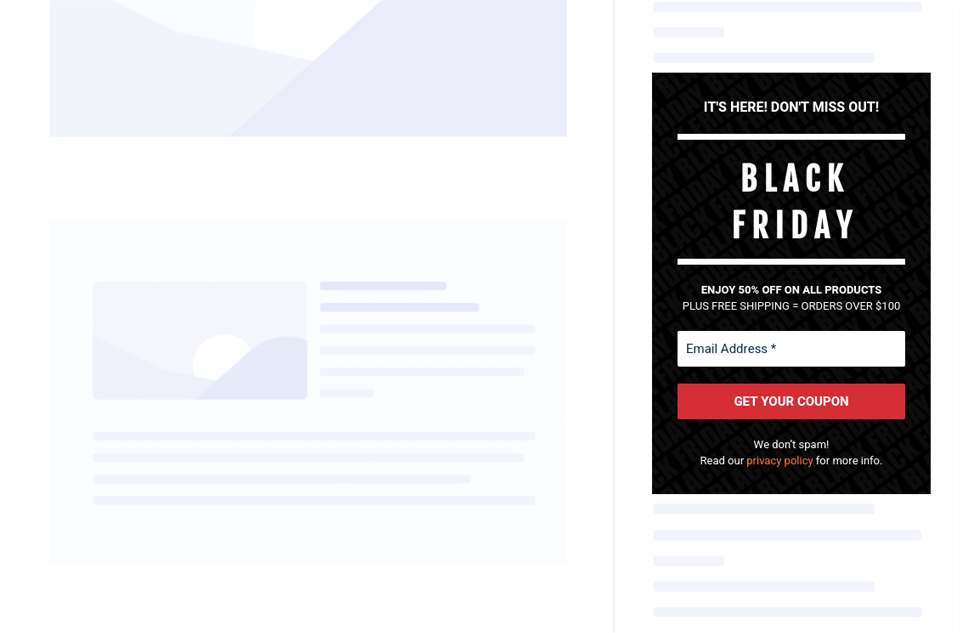 IT'S HERE! DON'T MISS OUT!
BLACK
FRIDAY
ENJOY 50% OFF ON ALL PRODUCTS
PLUS FREE SHIPPING = ORDERS OVER $100
Email Address *
GET YOUR COUPON
We don't spam!
Read our privacy policy for more info.